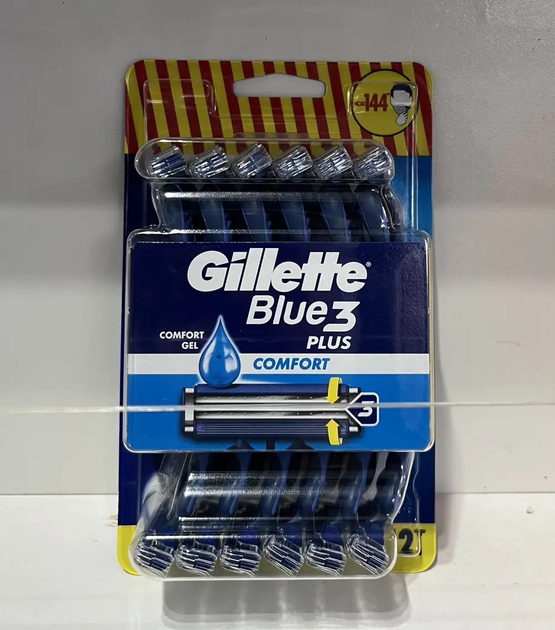 <=144
Gillette®
Blue3
PLUS
COMFORT
GEL
COMFORT
3